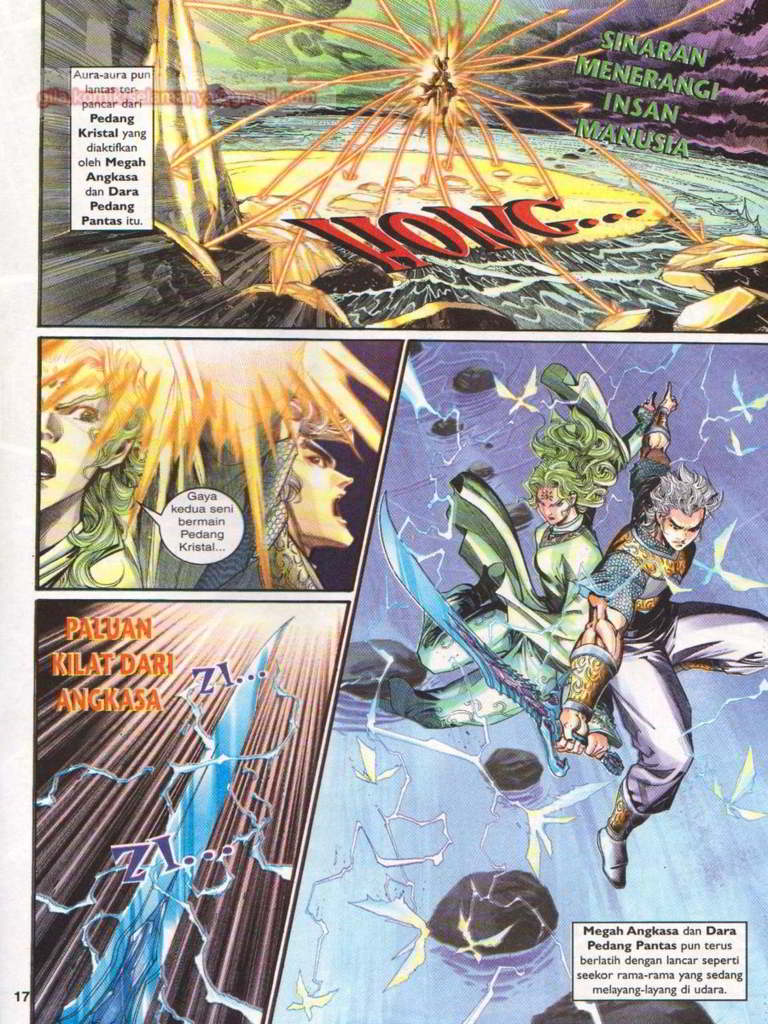 Aura-aura pun
lantas ter-
pancar dari
Pedang
Kristal yang
diaktifkan
oleh Megah
Angkasa
dan Dara
Pedang
Pantas itu.
SINARAN
MENERANGI
INSAN
MANUSIA
HONG...
Gaya
kedua seni
bermain
Pedang
Kristal...
PALUAN
KILAT DARI
ANGKASA
ZI...
ZI...
Megah Angkasa dan Dara
Pedang Pantas pun terus
berlatih dengan lancar seperti
seekor rama-rama yang sedang
melayang-layang di udara.
17